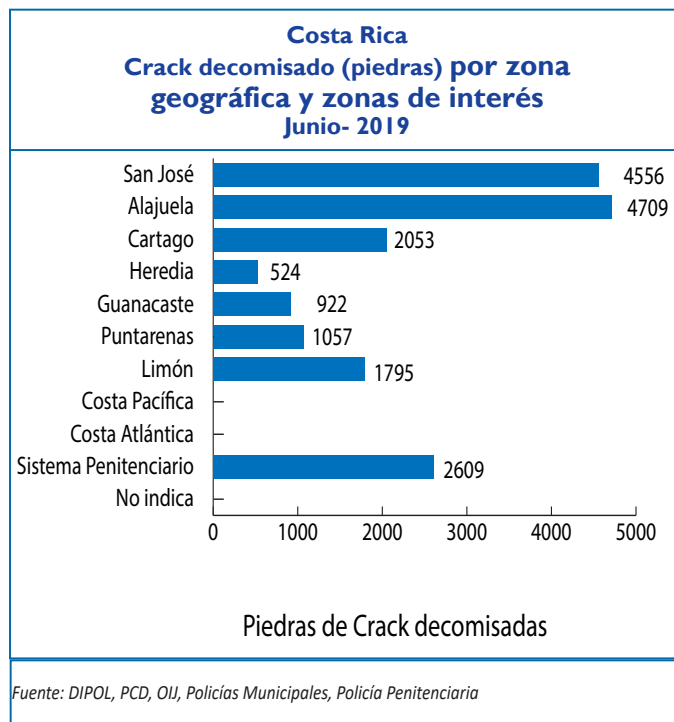 Costa Rica
Crack decomisado (piedras) por zona
geográfica y zonas de interés
Junio- 2019
San José 4556
Alajuela 4709
Cartago 2053
Heredia 524
Guanacaste 922
Puntarenas 1057
Limón 1795
Costa Pacífica
Costa Atlántica
Sistema Penitenciario 2609
No indica
0 1000 2000 3000 4000 5000
Piedras de Crack decomisadas
Fuente: DIPOL, PCD, OIJ, Policías Municipales, Policía Penitenciaria